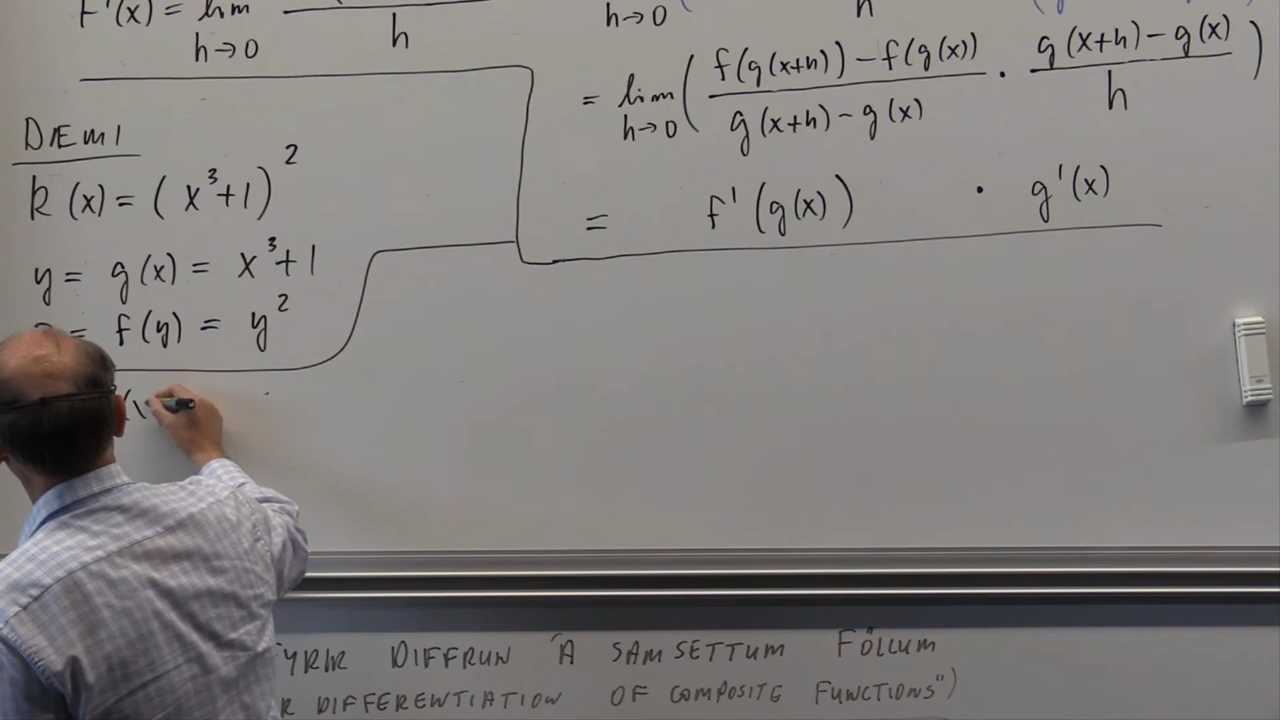 F'(x) = lim
h→0
h
h→0
h
= lim ( f(g(x+h)) − f(g(x)) / g(x+h) − g(x) · g(x+h) − g(x) / h )
h→0
= f'(g(x)) · g'(x)
DÆMI
k(x) = (x³+1)²
y = g(x) = x³+1
= f(y) = y²
YRIR DIFFRUN Á SAMSETTUM FÖLLUM
R DIFFERENTIATION OF COMPOSITE FUNCTIONS")